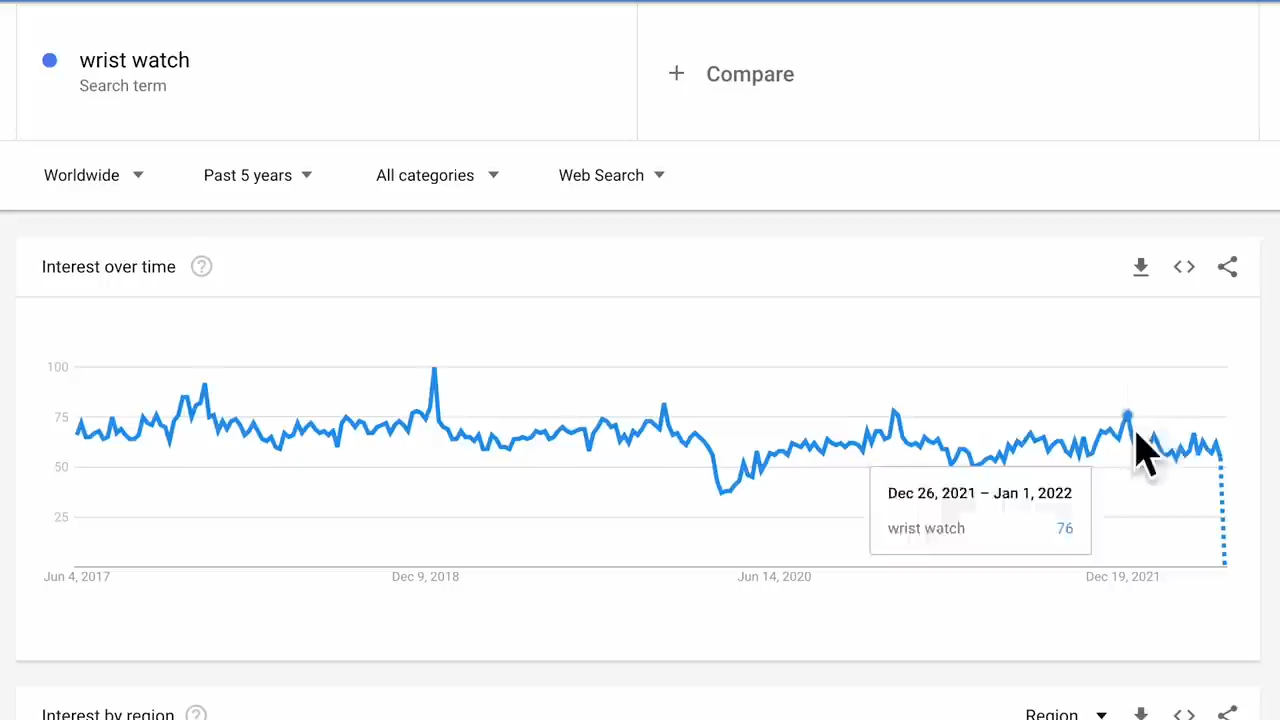 wrist watch
Search term
+ Compare
Worldwide
Past 5 years
All categories
Web Search
Interest over time ?
100
75
50
25
Dec 26, 2021 – Jan 1, 2022
wrist watch 76
Jun 4, 2017
Dec 9, 2018
Jun 14, 2020
Dec 19, 2021
Interest by region ?
Region